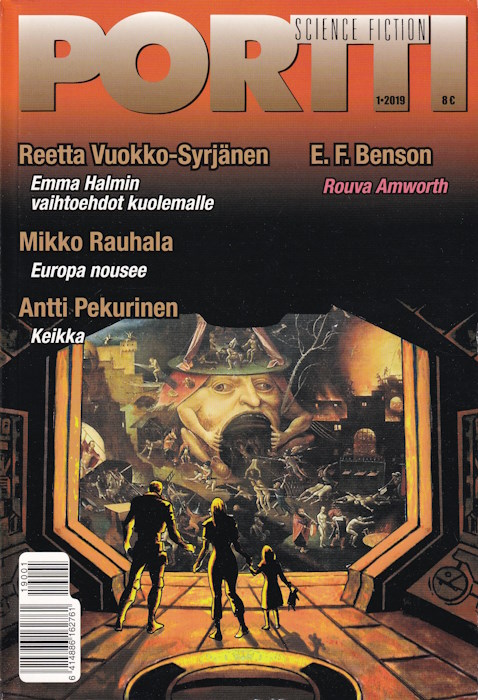 PORTTI
SCIENCE FICTION
1•2019 8 €
Reetta Vuokko-Syrjänen
Emma Halmin
vaihtoehdot kuolemalle
E. F. Benson
Rouva Amworth
Mikko Rauhala
Europa nousee
Antti Pekurinen
Keikka
19001
6 414886 162761